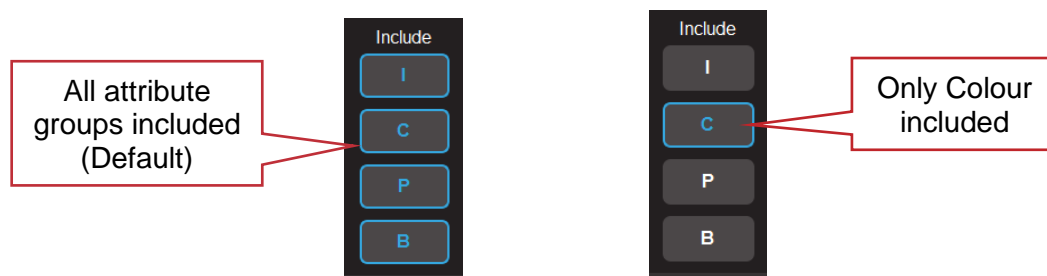 All attribute
groups included
(Default)
Include
I
C
P
B
Include
I
C
P
B
Only Colour
included